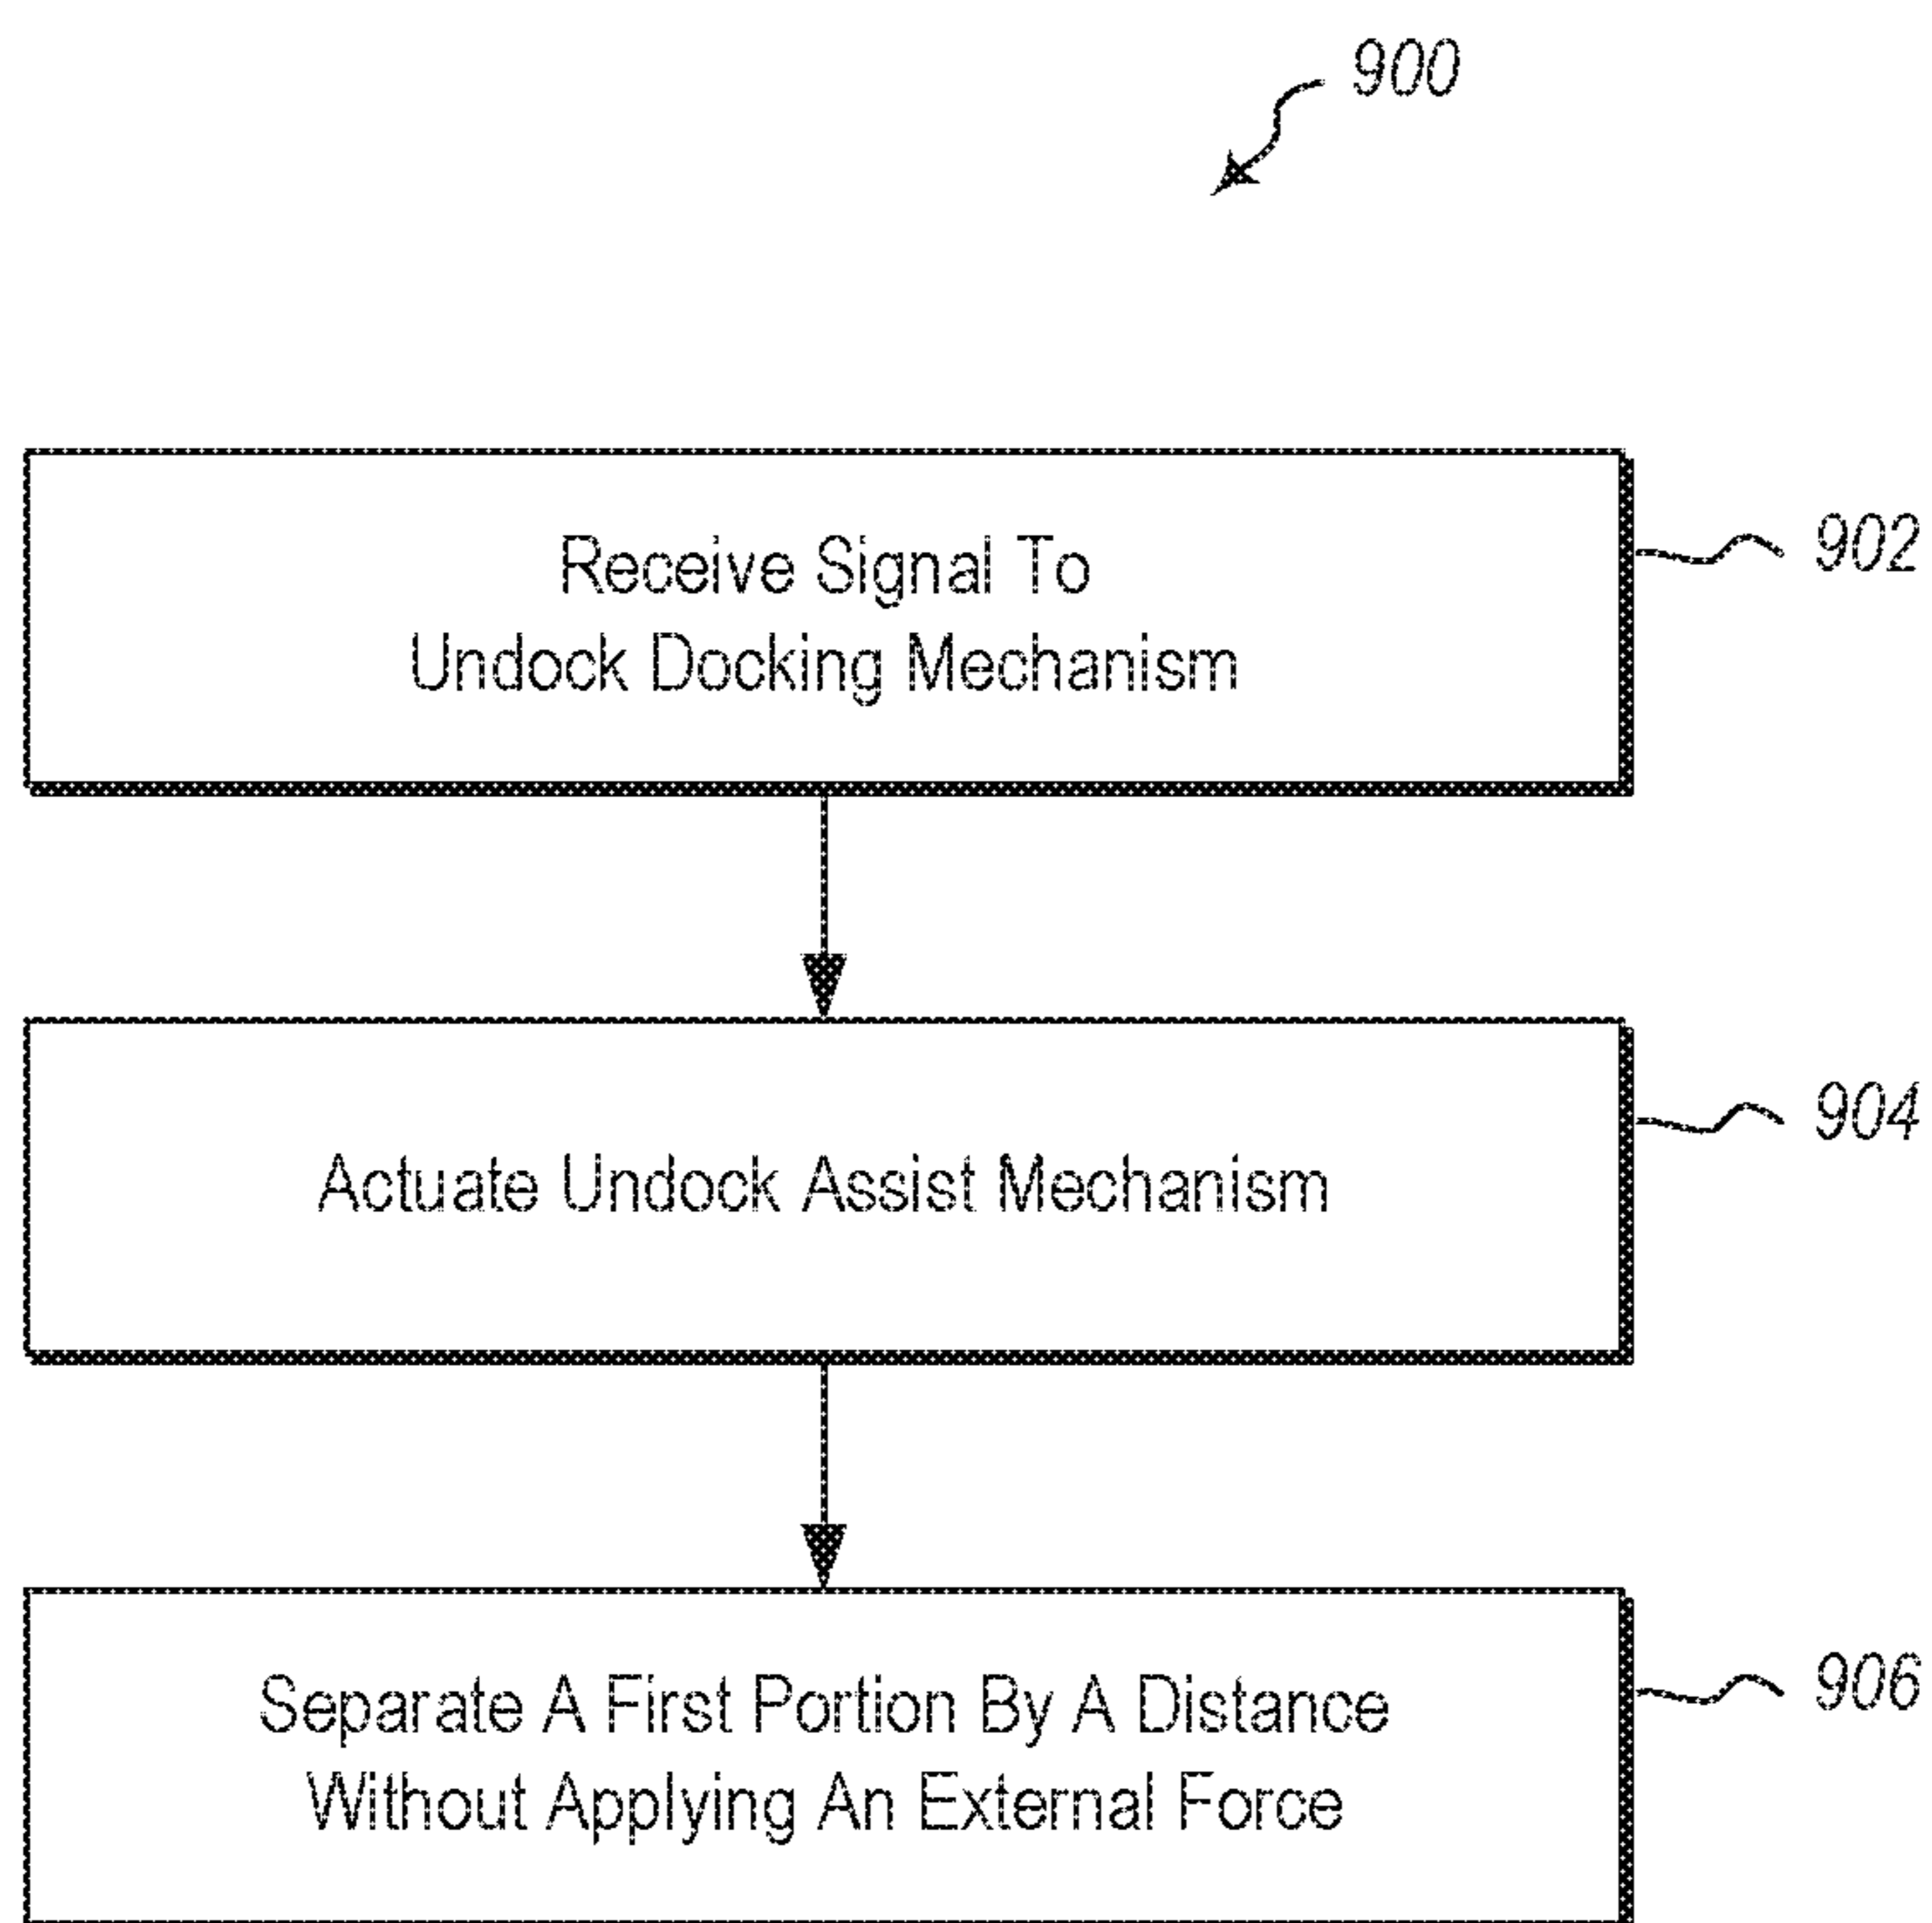 900
Receive Signal To
Undock Docking Mechanism
902
Actuate Undock Assist Mechanism
904
Separate A First Portion By A Distance
Without Applying An External Force
906